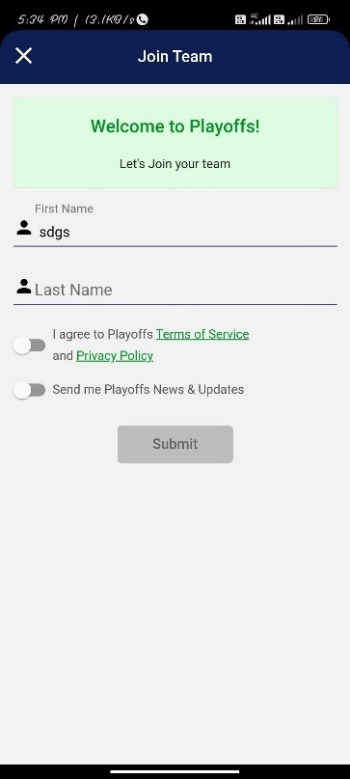 5:34 PM | 13.1KB/s
Join Team
Welcome to Playoffs!
Let's Join your team
First Name
sdgs
Last Name
I agree to Playoffs Terms of Service
and Privacy Policy
Send me Playoffs News & Updates
Submit